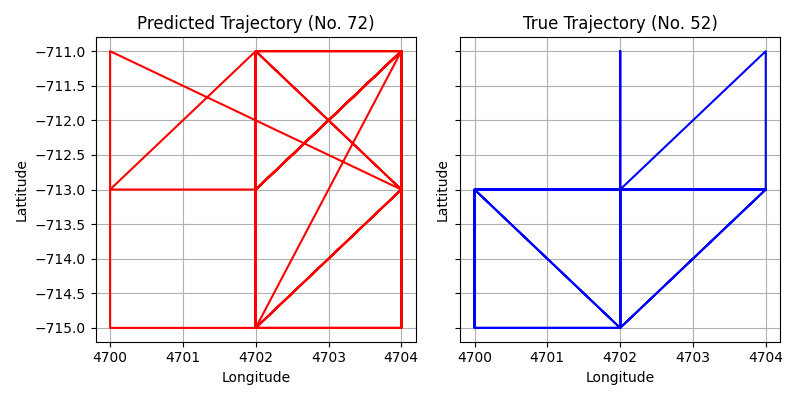 Predicted Trajectory (No. 72)
True Trajectory (No. 52)
−711.0
−711.5
−712.0
−712.5
−713.0
−713.5
−714.0
−714.5
−715.0
Lattitude
Lattitude
4700 4701 4702 4703 4704
4700 4701 4702 4703 4704
Longitude
Longitude